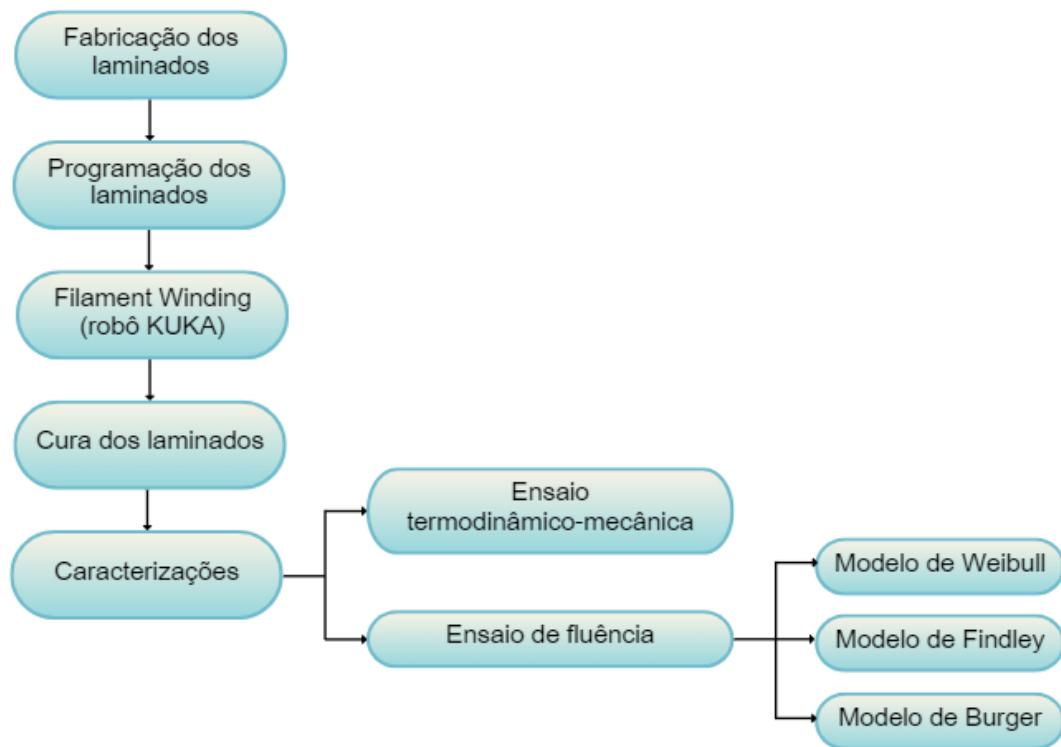 Fabricação dos
laminados
Programação dos
laminados
Filament Winding
(robô KUKA)
Cura dos laminados
Caracterizações
Ensaio
termodinâmico-mecânica
Ensaio de fluência
Modelo de Weibull
Modelo de Findley
Modelo de Burger